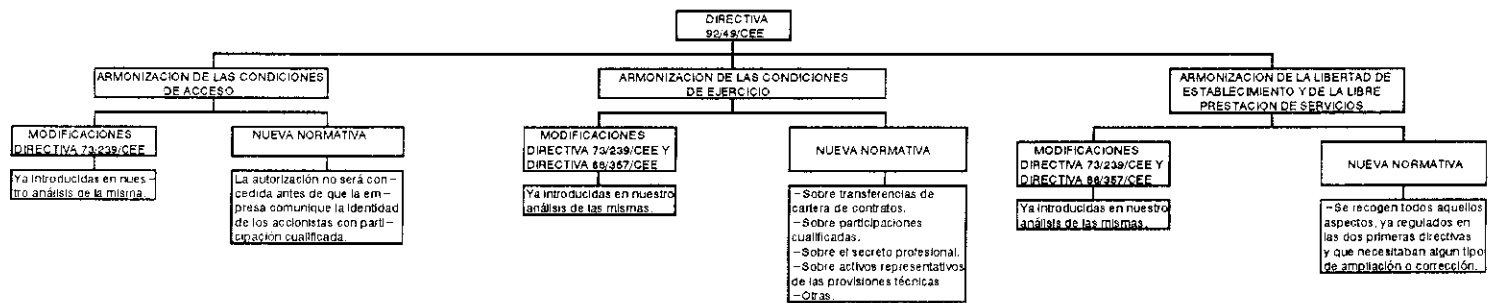 DIRECTIVA
92/49/CEE
ARMONIZACION DE LAS CONDICIONES
DE ACCESO
MODIFICACIONES
DIRECTIVA 73/239/CEE
Ya introducidas en nues-
tro análisis de la misma.
NUEVA NORMATIVA
La autorización no será con-
cedida antes de que la em-
presa comunique la identidad
de los accionistas con parti-
cipación cualificada.
ARMONIZACION DE LAS CONDICIONES
DE EJERCICIO
MODIFICACIONES
DIRECTIVA 73/239/CEE Y
DIRECTIVA 88/357/CEE
Ya introducidas en nuestro
análisis de las mismas.
NUEVA NORMATIVA
-Sobre transferencias de
cartera de contratos.
-Sobre participaciones
cualificadas.
-Sobre el secreto profesional.
-Sobre activos representativos
de las provisiones técnicas
-Otras.
ARMONIZACION DE LA LIBERTAD DE
ESTABLECIMIENTO Y DE LA LIBRE
PRESTACION DE SERVICIOS
MODIFICACIONES
DIRECTIVA 73/239/CEE Y
DIRECTIVA 88/357/CEE
Ya introducidas en nuestro
análisis de las mismas.
NUEVA NORMATIVA
-Se recogen todos aquellos
aspectos, ya regulados en
las dos primeras directivas
y que necesitaban algun tipo
de ampliación o corrección.